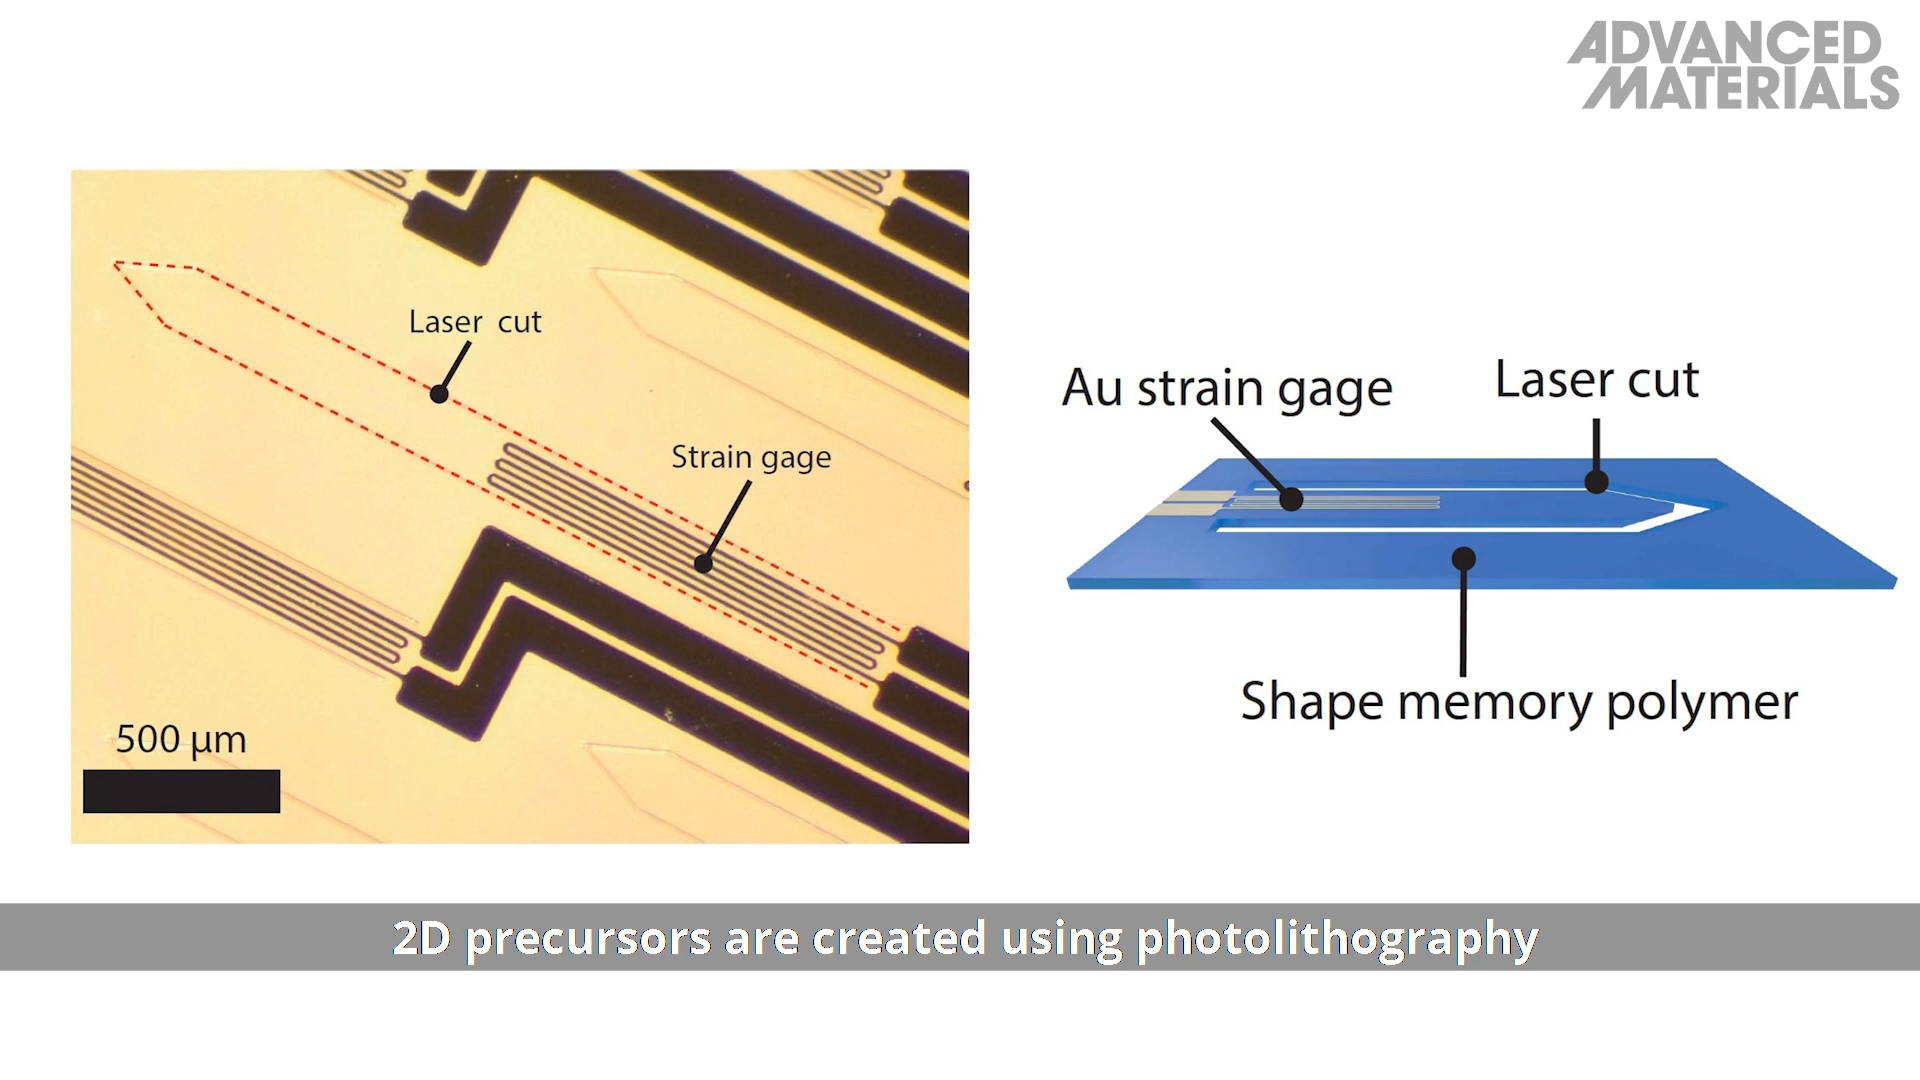 ADVANCED
MATERIALS
Laser cut
Strain gage
500 µm
Au strain gage
Laser cut
Shape memory polymer
2D precursors are created using photolithography